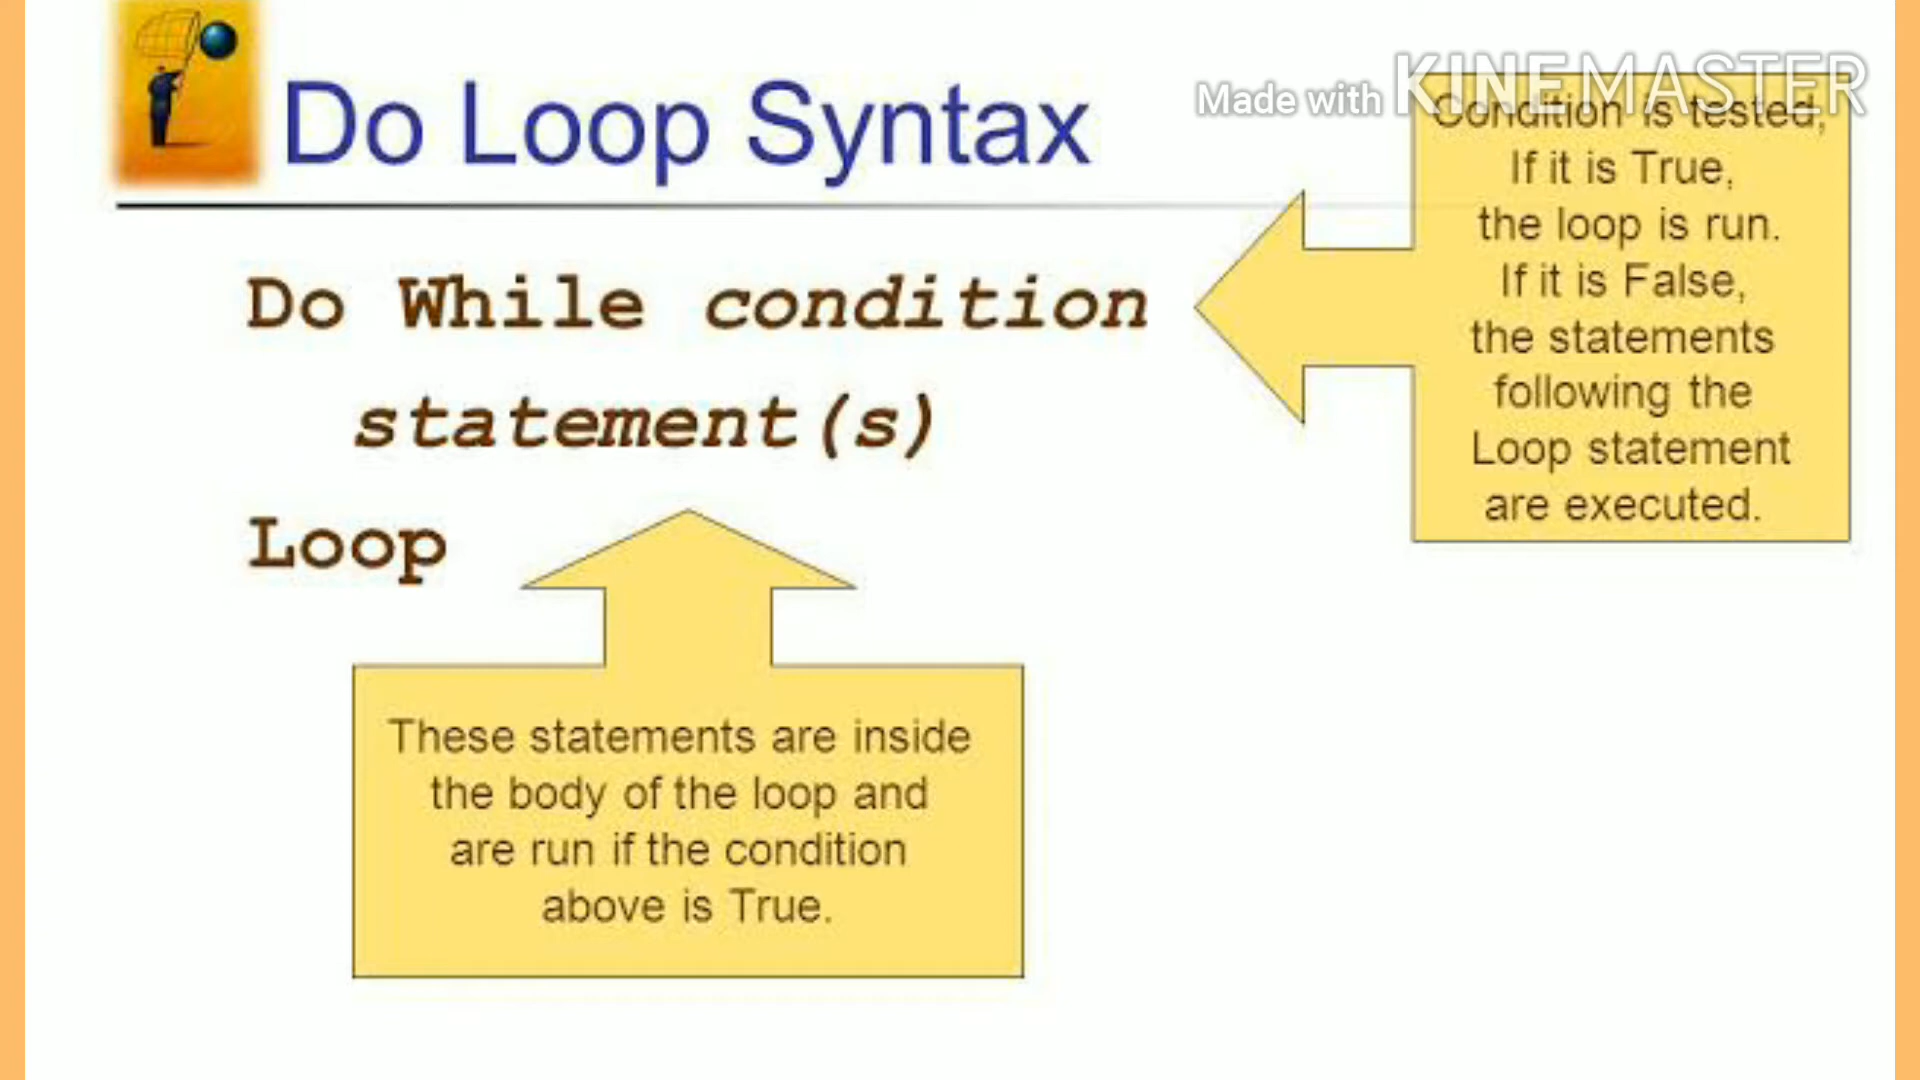 Do Loop Syntax
Made with KINEMASTER
Condition is tested,
If it is True,
the loop is run.
If it is False,
the statements
following the
Loop statement
are executed.
Do While condition
statement(s)
Loop
These statements are inside
the body of the loop and
are run if the condition
above is True.